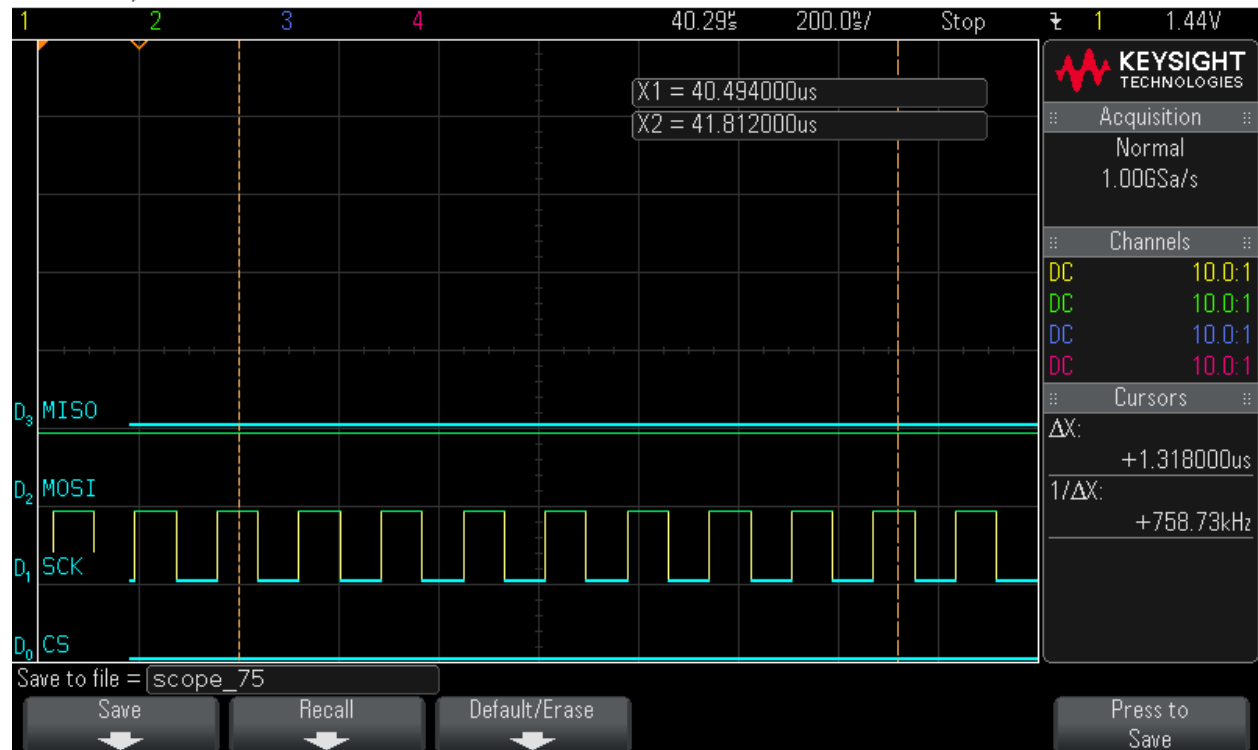 1 2 3 4 40.29µs 200.0ns/ Stop 1 1.44V
KEYSIGHT
TECHNOLOGIES
X1 = 40.494000us
X2 = 41.812000us
Acquisition
Normal
1.00GSa/s
Channels
DC 10.0:1
DC 10.0:1
DC 10.0:1
DC 10.0:1
Cursors
ΔX:
+1.318000us
1/ΔX:
+758.73kHz
D3 MISO
D2 MOSI
D1 SCK
D0 CS
Save to file = scope_75
Save Recall Default/Erase Press to
Save